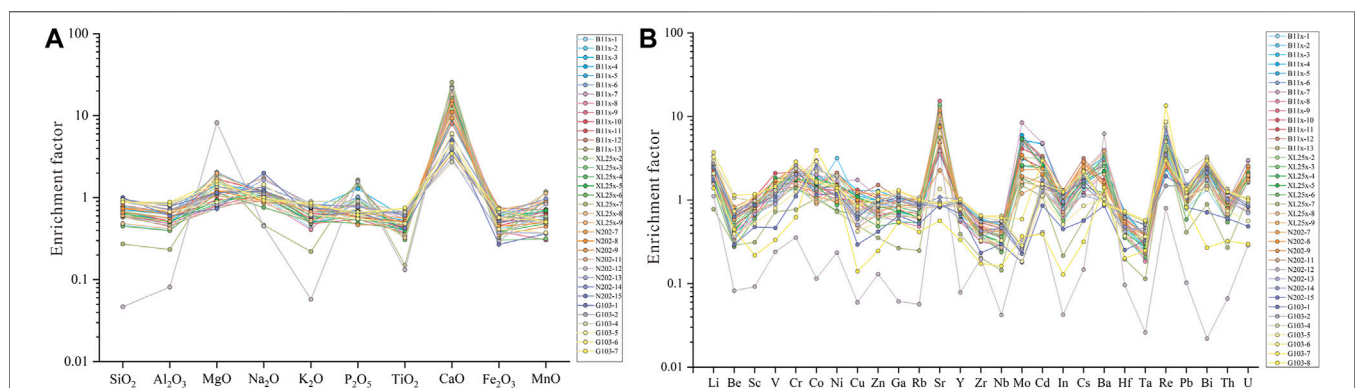 A
Enrichment factor
100
10
1
0.1
0.01
SiO2
Al2O3
MgO
Na2O
K2O
P2O5
TiO2
CaO
Fe2O3
MnO
B11x-1
B11x-2
B11x-3
B11x-4
B11x-5
B11x-6
B11x-7
B11x-8
B11x-9
B11x-10
B11x-11
B11x-12
B11x-13
XL25x-2
XL25x-3
XL25x-4
XL25x-5
XL25x-6
XL25x-7
XL25x-8
XL25x-9
N202-7
N202-8
N202-9
N202-11
N202-12
N202-13
N202-14
N202-15
G103-1
G103-2
G103-4
G103-5
G103-6
G103-7
B
Enrichment factor
100
10
1
0.1
0.01
Li
Be
Sc
V
Cr
Co
Ni
Cu
Zn
Ga
Rb
Sr
Y
Zr
Nb
Mo
Cd
In
Cs
Ba
Hf
Ta
Re
Pb
Bi
Th
U
B11x-1
B11x-2
B11x-3
B11x-4
B11x-5
B11x-6
B11x-7
B11x-8
B11x-9
B11x-10
B11x-11
B11x-12
B11x-13
XL25x-2
XL25x-3
XL25x-4
XL25x-5
XL25x-6
XL25x-7
XL25x-8
XL25x-9
N202-7
N202-8
N202-9
N202-11
N202-12
N202-13
N202-14
N202-15
G103-1
G103-2
G103-4
G103-5
G103-6
G103-7
G103-8